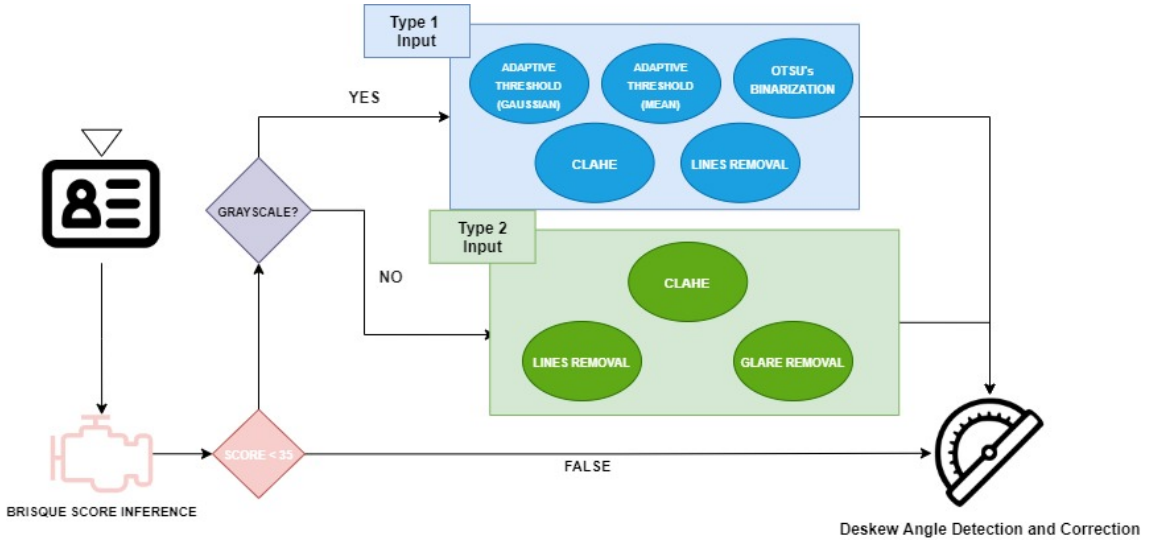 Type 1
Input
ADAPTIVE
THRESHOLD
(GAUSSIAN)
ADAPTIVE
THRESHOLD
(MEAN)
OTSU's
BINARIZATION
YES
CLAHE
LINES REMOVAL
GRAYSCALE?
Type 2
Input
NO
CLAHE
LINES REMOVAL
GLARE REMOVAL
SCORE < 35
FALSE
BRISQUE SCORE INFERENCE
Deskew Angle Detection and Correction